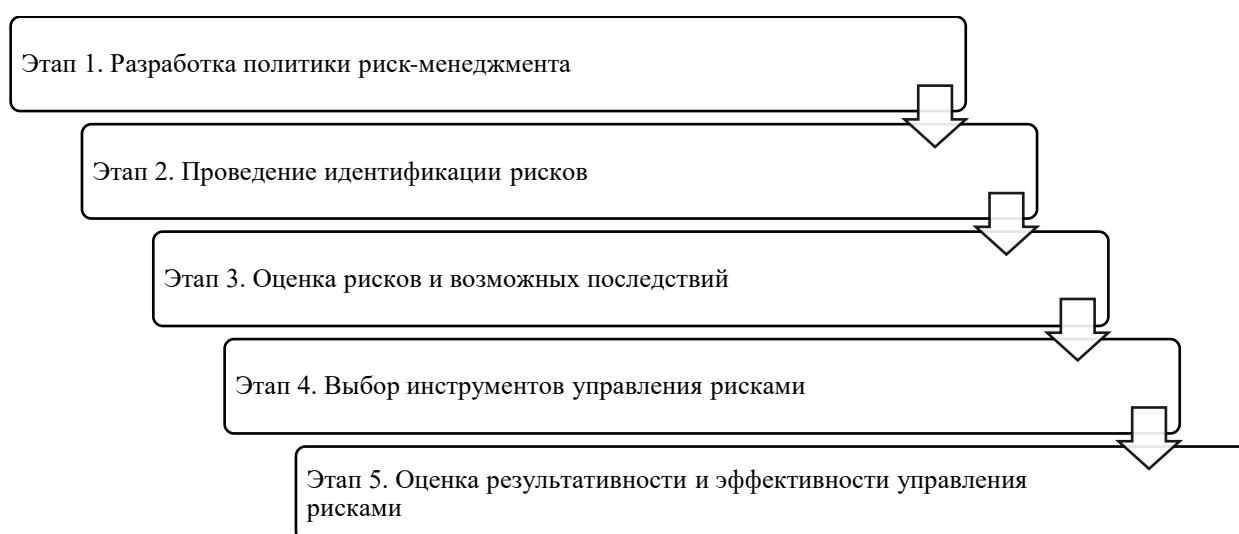 Этап 1. Разработка политики риск-менеджмента
Этап 2. Проведение идентификации рисков
Этап 3. Оценка рисков и возможных последствий
Этап 4. Выбор инструментов управления рисками
Этап 5. Оценка результативности и эффективности управления
рисками